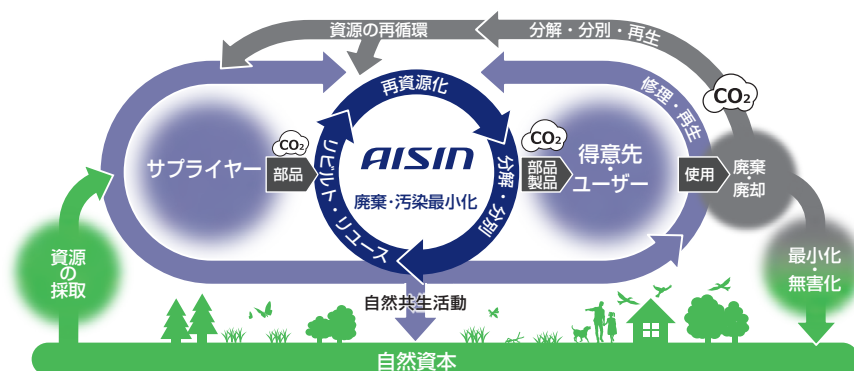 資源の再循環
分解・分別・再生
再資源化
修理・再生
CO₂
CO₂
CO₂
サプライヤー
部品
リビルト・リユース
AISIN
廃棄・汚染最小化
分解・分別
部品
製品
得意先
・
ユーザー
使用
廃棄
・
廃却
資源
の
採取
最小化
・
無害化
自然共生活動
自然資本